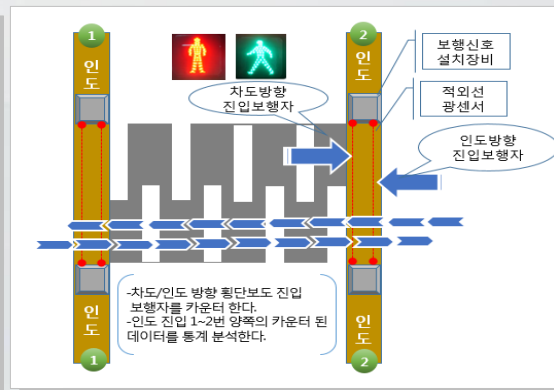 1
2
인
도
인
도
보행신호
설치장비
적외선
광센서
차도방향
진입보행자
인도방향
진입보행자
-차도/인도 방향 횡단보도 진입
보행자를 카운터 한다.
-인도 진입 1~2번 양쪽의 카운터 된
데이터를 통계 분석한다.
인
도
인
도
1
2